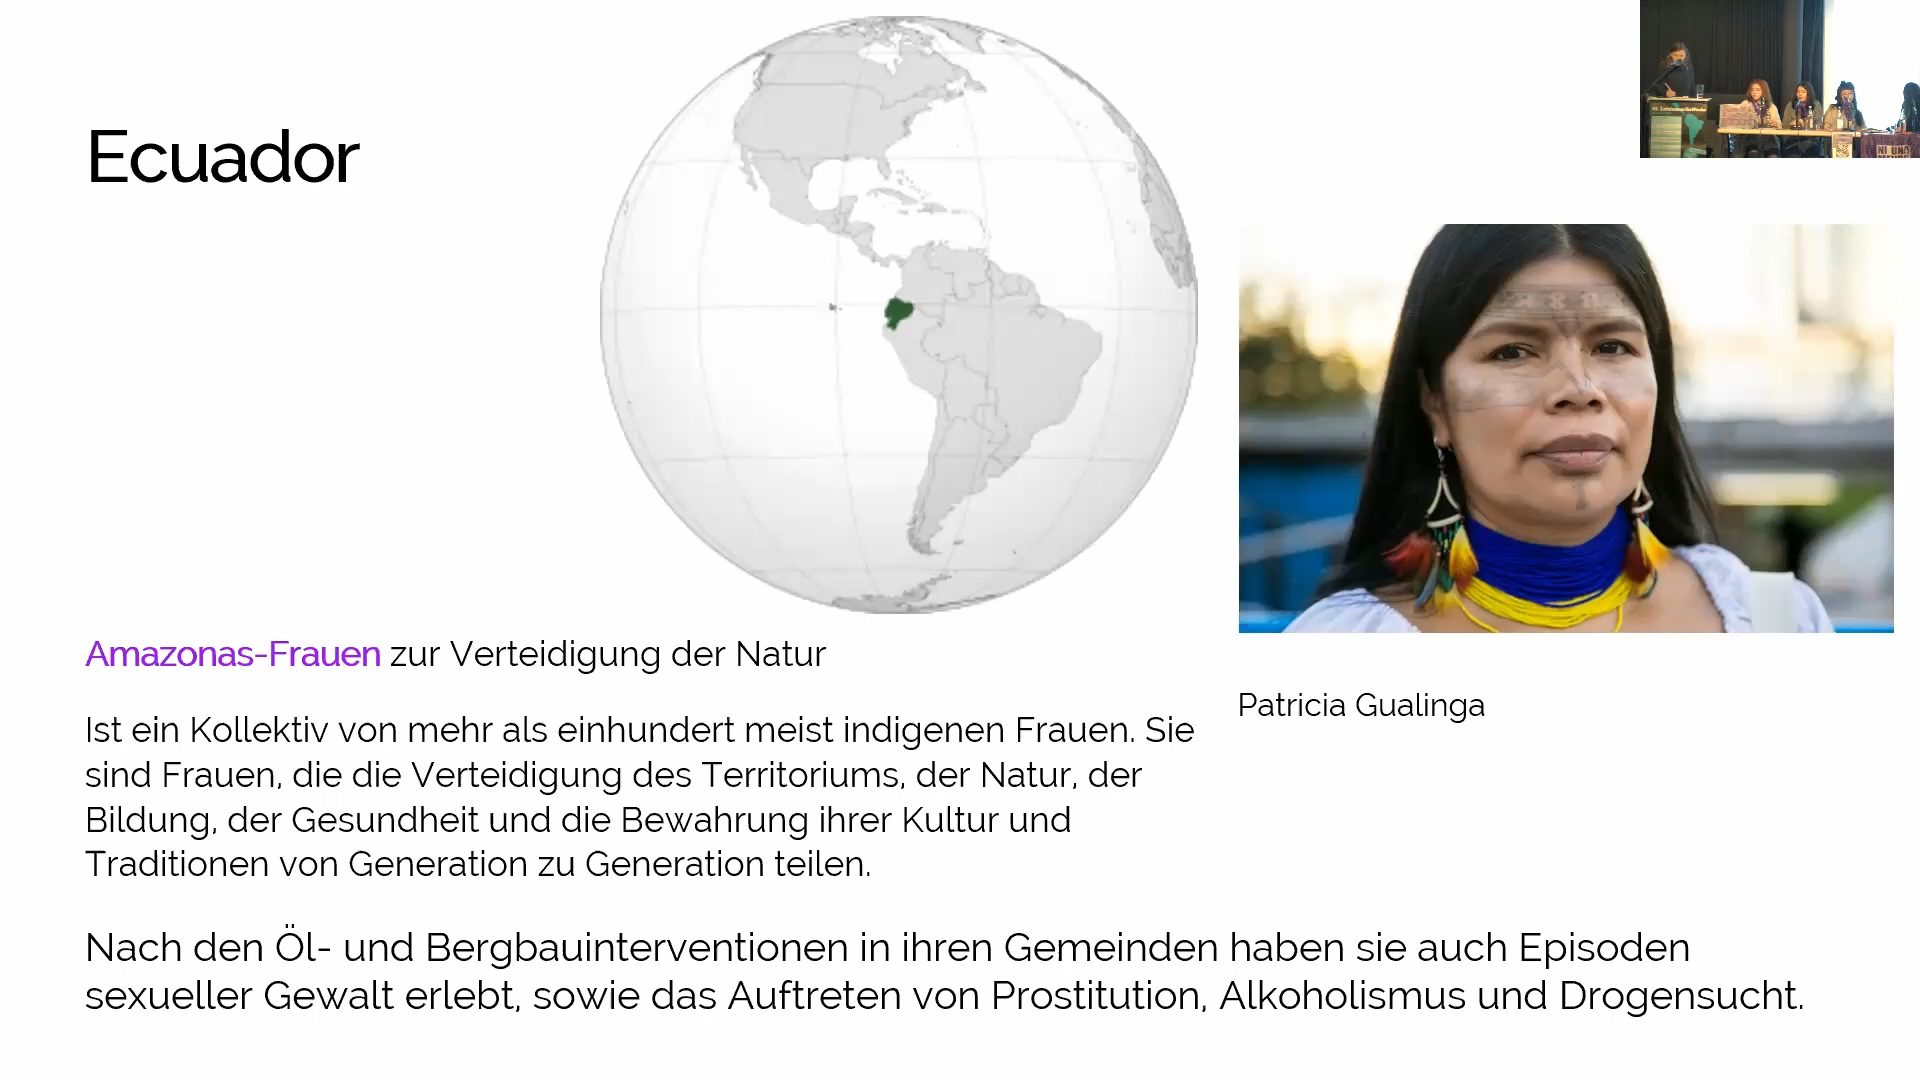 Ecuador
Amazonas-Frauen zur Verteidigung der Natur
Ist ein Kollektiv von mehr als einhundert meist indigenen Frauen. Sie
sind Frauen, die die Verteidigung des Territoriums, der Natur, der
Bildung, der Gesundheit und die Bewahrung ihrer Kultur und
Traditionen von Generation zu Generation teilen.
Patricia Gualinga
Nach den Öl- und Bergbauinterventionen in ihren Gemeinden haben sie auch Episoden
sexueller Gewalt erlebt, sowie das Auftreten von Prostitution, Alkoholismus und Drogensucht.
NI UNA